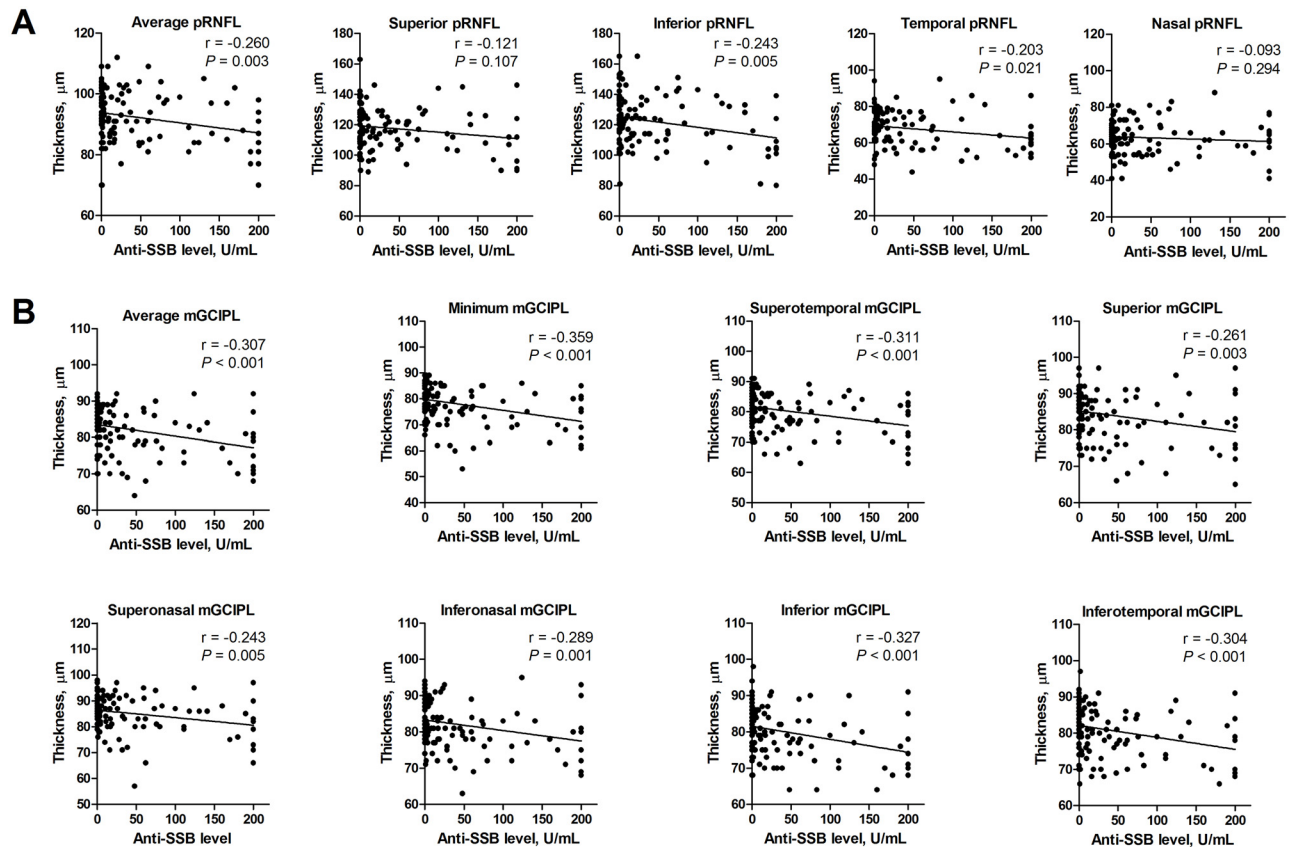 A
Average pRNFL
r = -0.260
P = 0.003
Thickness, μm
120
100
80
60
0 50 100 150 200
Anti-SSB level, U/mL
Superior pRNFL
r = -0.121
P = 0.107
Thickness, μm
180
160
140
120
100
80
60
0 50 100 150 200
Anti-SSB level, U/mL
Inferior pRNFL
r = -0.243
P = 0.005
Thickness, μm
180
160
140
120
100
80
60
0 50 100 150 200
Anti-SSB level, U/mL
Temporal pRNFL
r = -0.203
P = 0.021
Thickness, μm
120
100
80
60
40
20
0 50 100 150 200
Anti-SSB level, U/mL
Nasal pRNFL
r = -0.093
P = 0.294
Thickness, μm
120
100
80
60
40
20
0 50 100 150 200
Anti-SSB level, U/mL
B
Average mGCIPL
r = -0.307
P < 0.001
Thickness, μm
110
100
90
80
70
60
0 50 100 150 200
Anti-SSB level, U/mL
Minimum mGCIPL
r = -0.359
P < 0.001
Thickness, μm
110
100
90
80
70
60
50
40
0 50 100 150 200
Anti-SSB level, U/mL
Superotemporal mGCIPL
r = -0.311
P < 0.001
Thickness, μm
110
100
90
80
70
60
50
0 50 100 150 200
Anti-SSB level, U/mL
Superior mGCIPL
r = -0.261
P = 0.003
Thickness, μm
110
100
90
80
70
60
0 50 100 150 200
Anti-SSB level, U/mL
Superonasal mGCIPL
r = -0.243
P = 0.005
Thickness, μm
120
110
100
90
80
70
60
50
0 50 100 150 200
Anti-SSB level
Inferonasal mGCIPL
r = -0.289
P = 0.001
Thickness, μm
110
100
90
80
70
60
0 50 100 150 200
Anti-SSB level, U/mL
Inferior mGCIPL
r = -0.327
P < 0.001
Thickness, μm
110
100
90
80
70
60
0 50 100 150 200
Anti-SSB level, U/mL
Inferotemporal mGCIPL
r = -0.304
P < 0.001
Thickness, μm
110
100
90
80
70
60
0 50 100 150 200
Anti-SSB level, U/mL